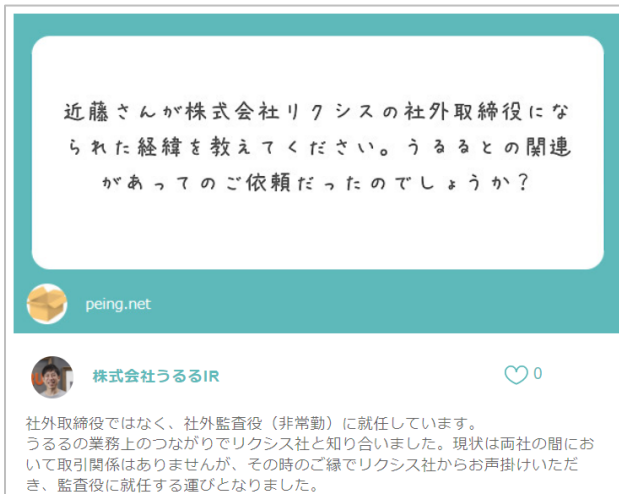 近藤さんが株式会社リクシスの社外取締役にな
られた経緯を教えてください。うるるとの関連
があってのご依頼だったのでしょうか？
peing.net
株式会社うるるIR
0
社外取締役ではなく、社外監査役（非常勤）に就任しています。
うるるの業務上のつながりでリクシス社と知り合いました。現状は両社の間にお
いて取引関係はありませんが、その時のご縁でリクシス社からお声掛けいただ
き、監査役に就任する運びとなりました。